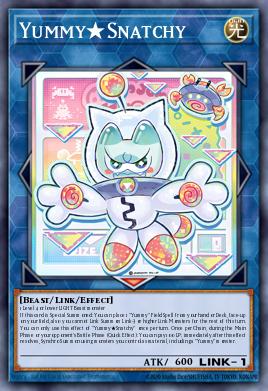 Yummy★Snatchy
光
[Beast/Link/Effect]
1 Level 4 or lower LIGHT Beast monster
If this card is Special Summoned: You can place 1 "Yummy" Field Spell from your hand or Deck, face-up
on your field, also you cannot Link Summon Link-2 or higher Link Monsters for the rest of this turn.
You can only use this effect of "Yummy★Snatchy" once per turn. Once per Chain, during the Main
Phase or your opponent's Battle Phase (Quick Effect): You can pay LP; immediately after this effect
resolves, Synchro Summon using monsters you control as material, including "Yummy" monster.
ATK/ 600 LINK-1